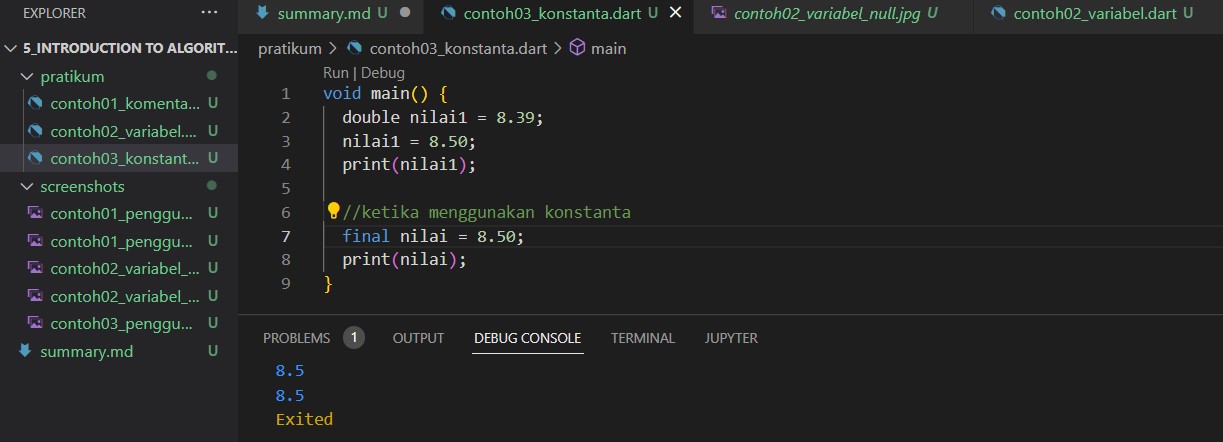 EXPLORER ...
5_INTRODUCTION TO ALGORIT...
pratikum
contoh01_komenta... U
contoh02_variabel.... U
contoh03_konstant... U
screenshots
contoh01_penggu... U
contoh01_penggu... U
contoh02_variabel_... U
contoh02_variabel_... U
contoh03_penggu... U
summary.md U
summary.md U contoh03_konstanta.dart U contoh02_variabel_null.jpg U contoh02_variabel.dart U
pratikum > contoh03_konstanta.dart > main
Run | Debug
1 void main() {
2 double nilai1 = 8.39;
3 nilai1 = 8.50;
4 print(nilai1);
5
6 //ketika menggunakan konstanta
7 final nilai = 8.50;
8 print(nilai);
9 }
PROBLEMS 1 OUTPUT DEBUG CONSOLE TERMINAL JUPYTER
8.5
8.5
Exited